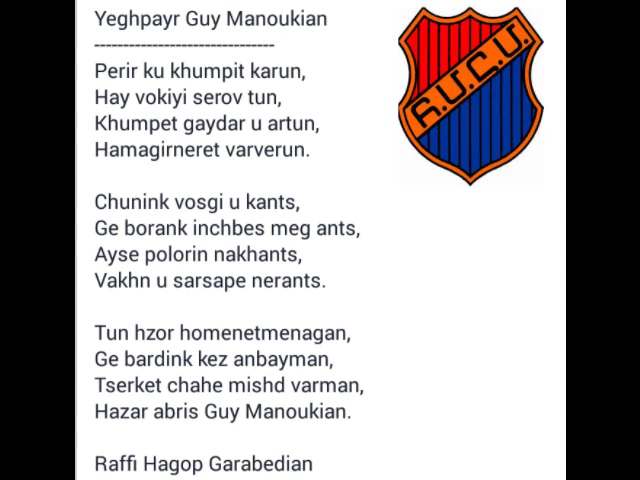 Yeghpayr Guy Manoukian
-------------------------------
Perir ku khumpit karun,
Hay vokiyi serov tun,
Khumpet gaydar u artun,
Hamagirneret varverun.
Chunink vosgi u kants,
Ge borank inchbes meg ants,
Ayse polorin nakhants,
Vakhn u sarsape nerants.
Tun hzor homenetmenagan,
Ge bardink kez anbayman,
Tserket chahe mishd varman,
Hazar abris Guy Manoukian.
Raffi Hagop Garabedian
Հ.Մ.Ը.Մ.